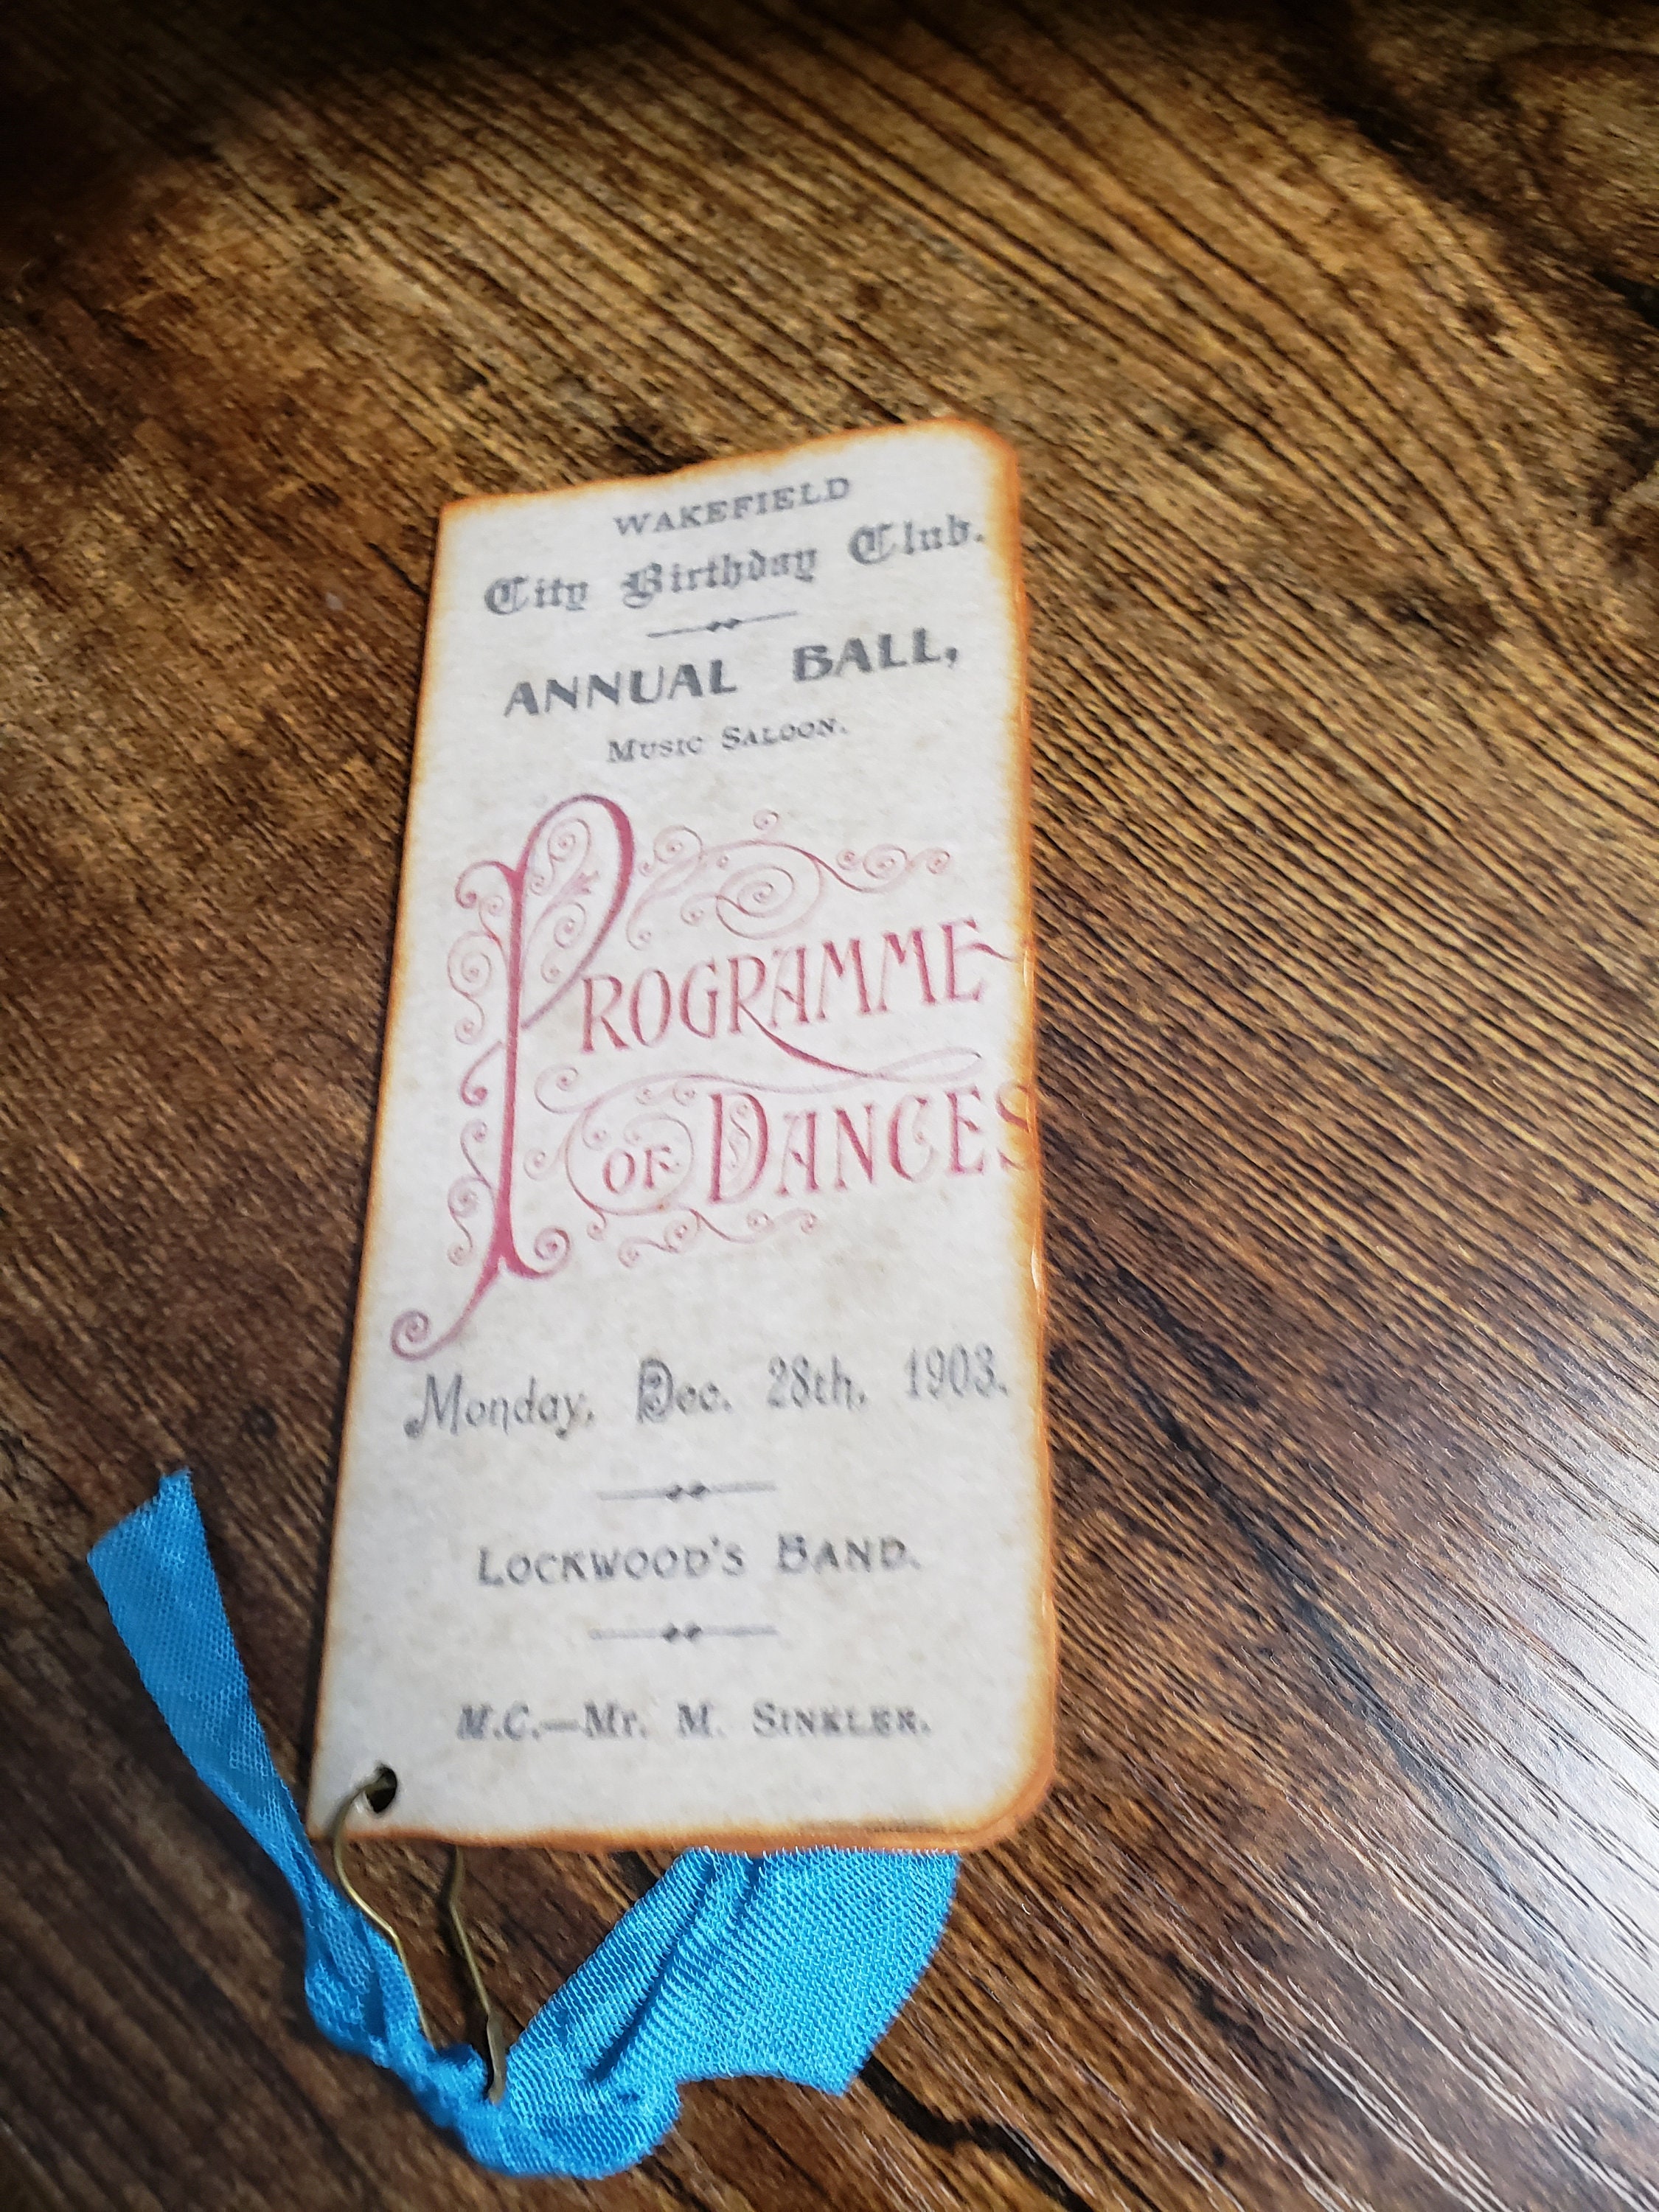 WAKEFIELD
City Birthday Club.
ANNUAL BALL,
MUSIC SALOON.
PROGRAMME
OF DANCES
Monday, Dec. 28th, 1903.
LOCKWOOD'S BAND.
M.C.—Mr. M. SINKLER.